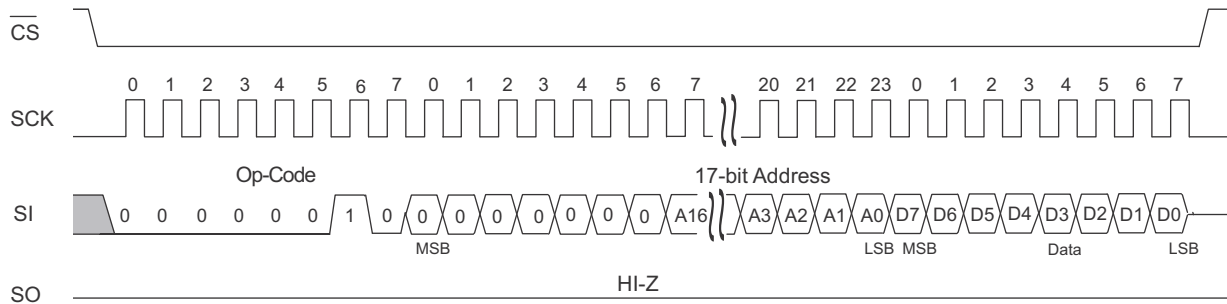 CS
0 1 2 3 4 5 6 7 0 1 2 3 4 5 6 7 20 21 22 23 0 1 2 3 4 5 6 7
SCK
Op-Code 17-bit Address
SI 0 0 0 0 0 0 1 0 0 0 0 0 0 0 0 A16 A3 A2 A1 A0 D7 D6 D5 D4 D3 D2 D1 D0
MSB LSB MSB Data LSB
HI-Z
SO